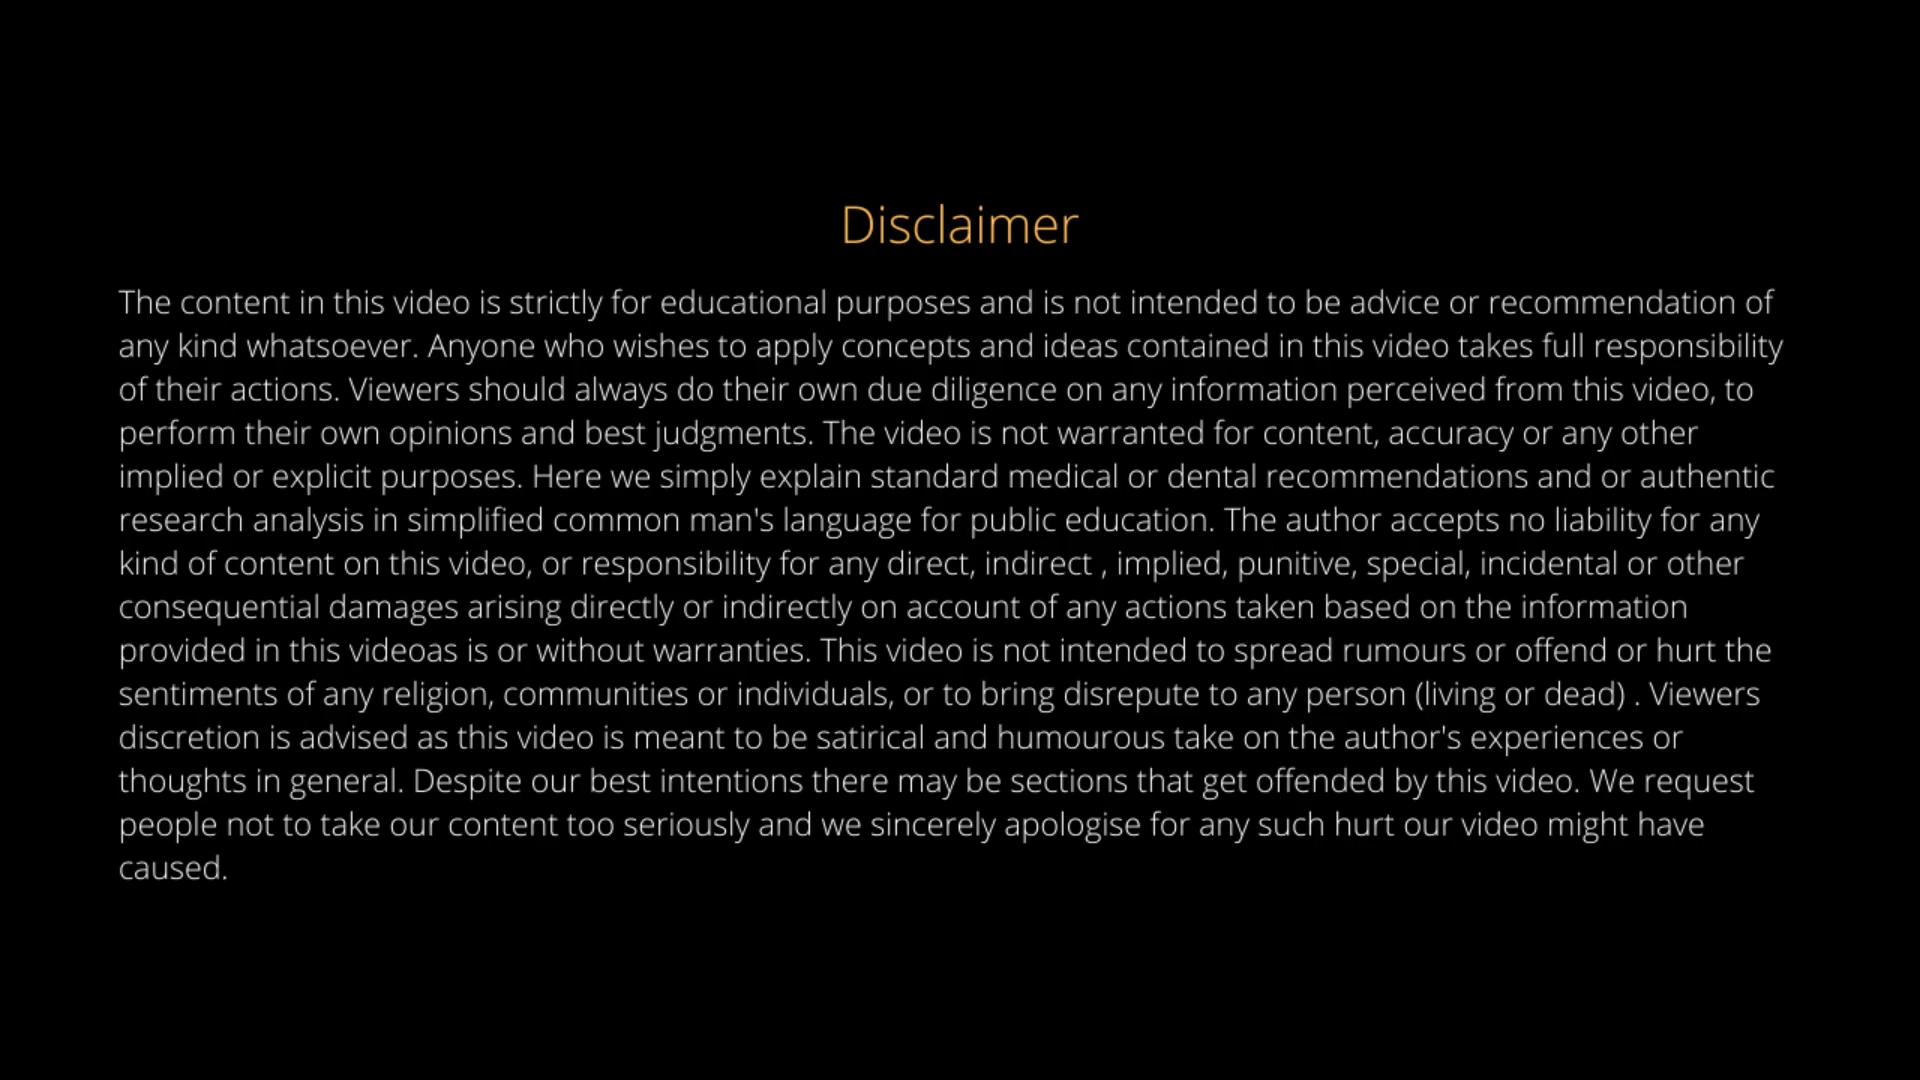 Disclaimer
The content in this video is strictly for educational purposes and is not intended to be advice or recommendation of
any kind whatsoever. Anyone who wishes to apply concepts and ideas contained in this video takes full responsibility
of their actions. Viewers should always do their own due diligence on any information perceived from this video, to
perform their own opinions and best judgments. The video is not warranted for content, accuracy or any other
implied or explicit purposes. Here we simply explain standard medical or dental recommendations and or authentic
research analysis in simplified common man's language for public education. The author accepts no liability for any
kind of content on this video, or responsibility for any direct, indirect , implied, punitive, special, incidental or other
consequential damages arising directly or indirectly on account of any actions taken based on the information
provided in this videoas is or without warranties. This video is not intended to spread rumours or offend or hurt the
sentiments of any religion, communities or individuals, or to bring disrepute to any person (living or dead) . Viewers
discretion is advised as this video is meant to be satirical and humourous take on the author's experiences or
thoughts in general. Despite our best intentions there may be sections that get offended by this video. We request
people not to take our content too seriously and we sincerely apologise for any such hurt our video might have
caused.